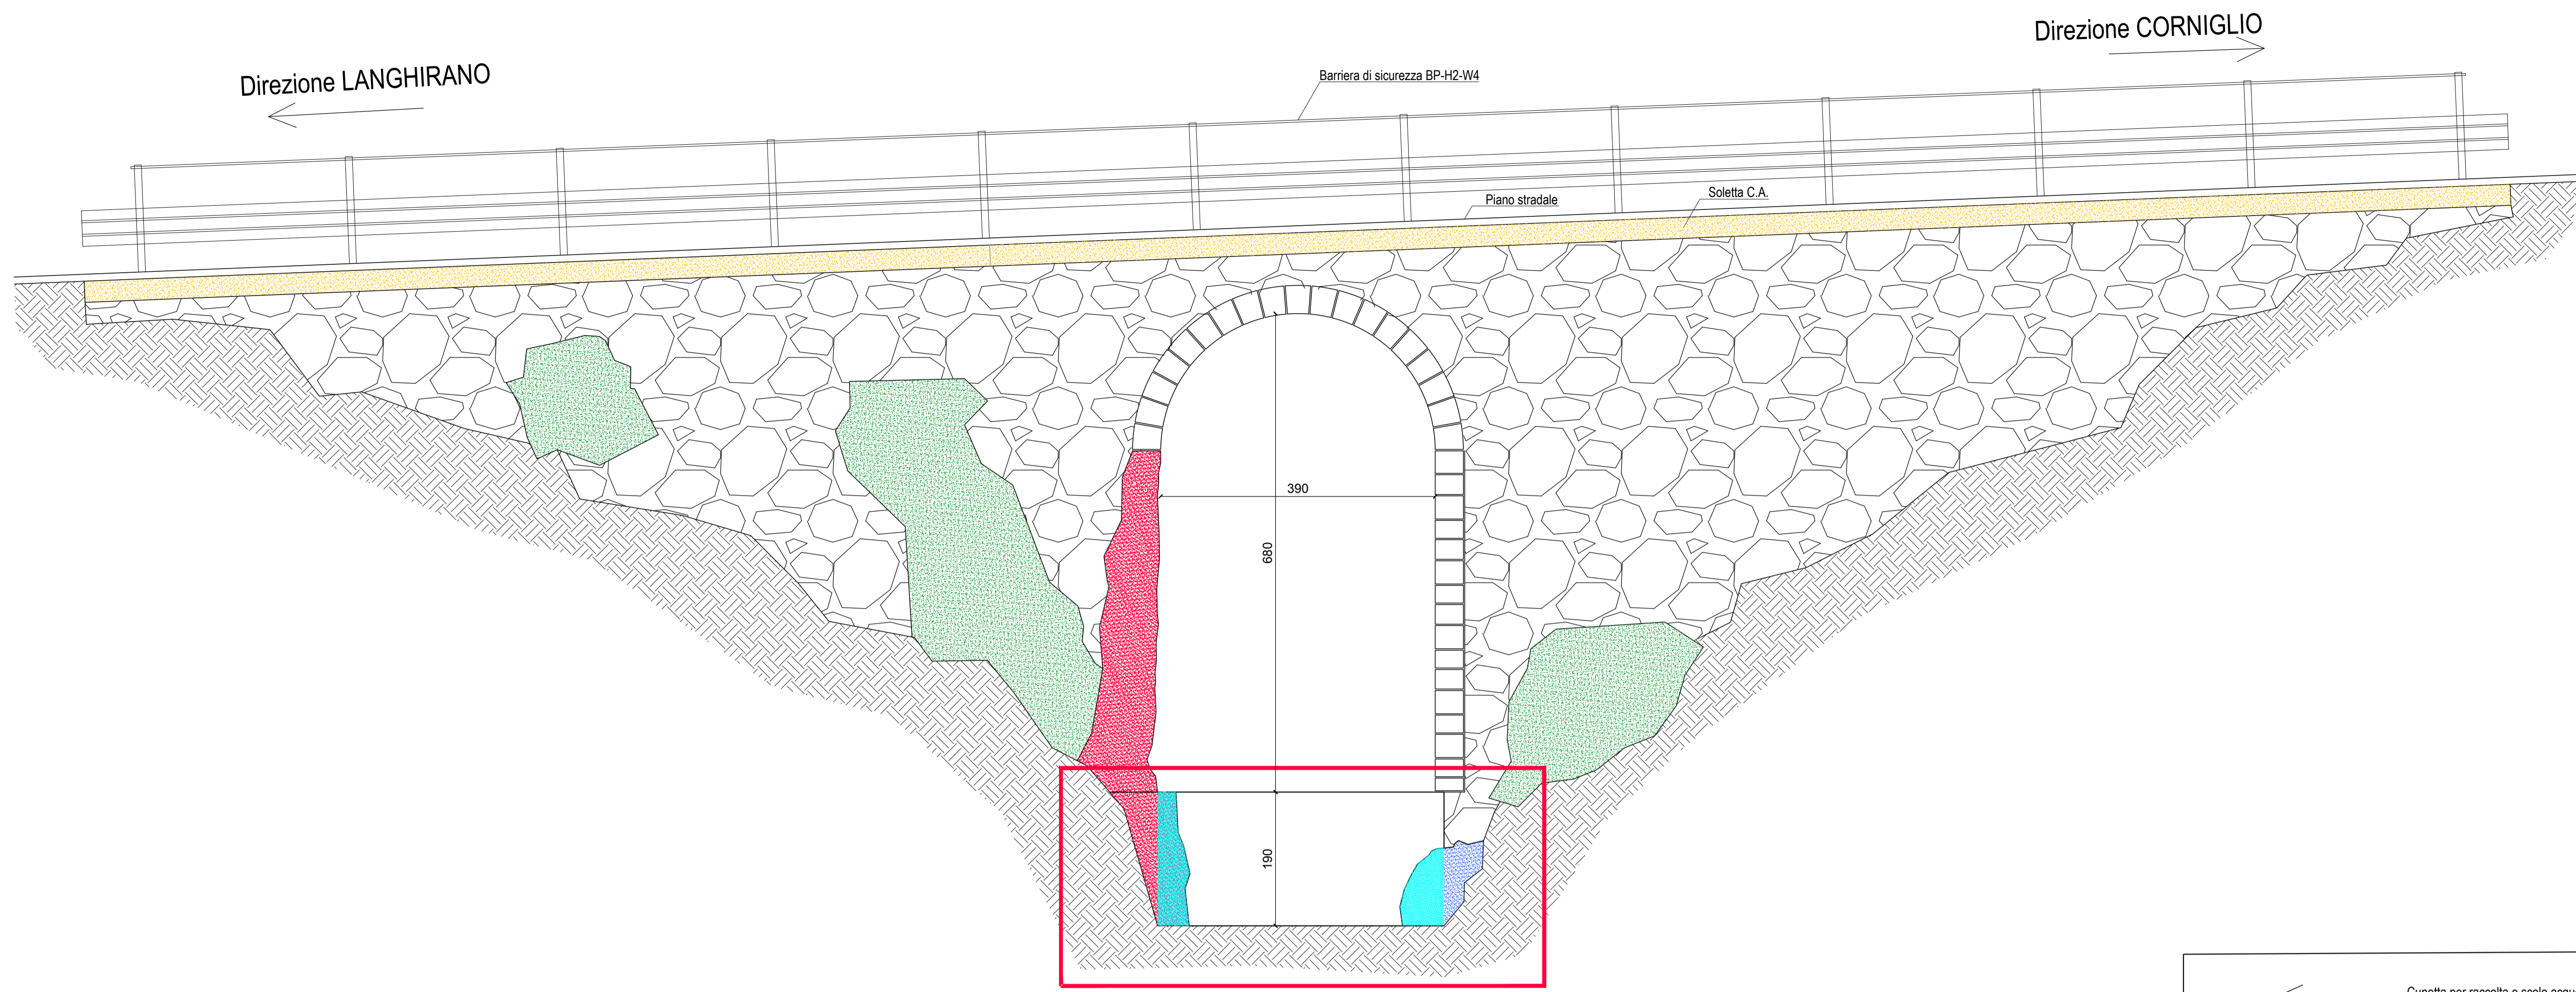 Direzione LANGHIRANO
Direzione CORNIGLIO
Barriera di sicurezza BP-H2-W4
Piano stradale
Soletta C.A.
390
680
190